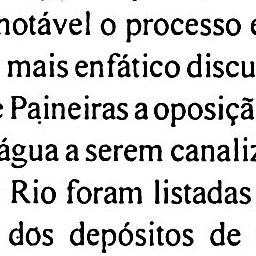 notável o processo
mais enfático discu
Paineiras a oposiçã
água a serem canaliz
Rio foram listadas
dos depósitos de